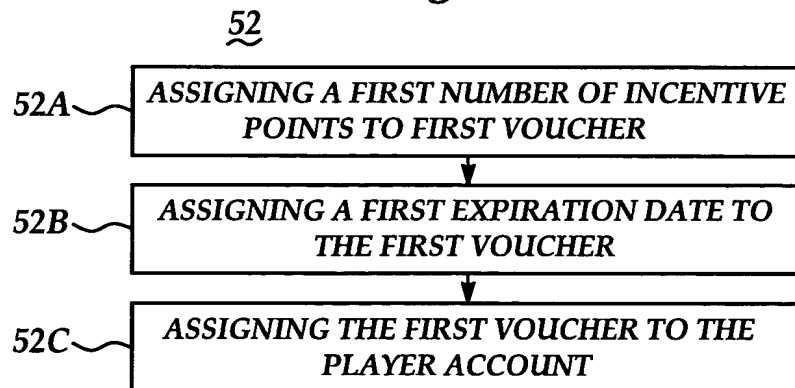 52
52A
ASSIGNING A FIRST NUMBER OF INCENTIVE
POINTS TO FIRST VOUCHER
52B
ASSIGNING A FIRST EXPIRATION DATE TO
THE FIRST VOUCHER
52C
ASSIGNING THE FIRST VOUCHER TO THE
PLAYER ACCOUNT